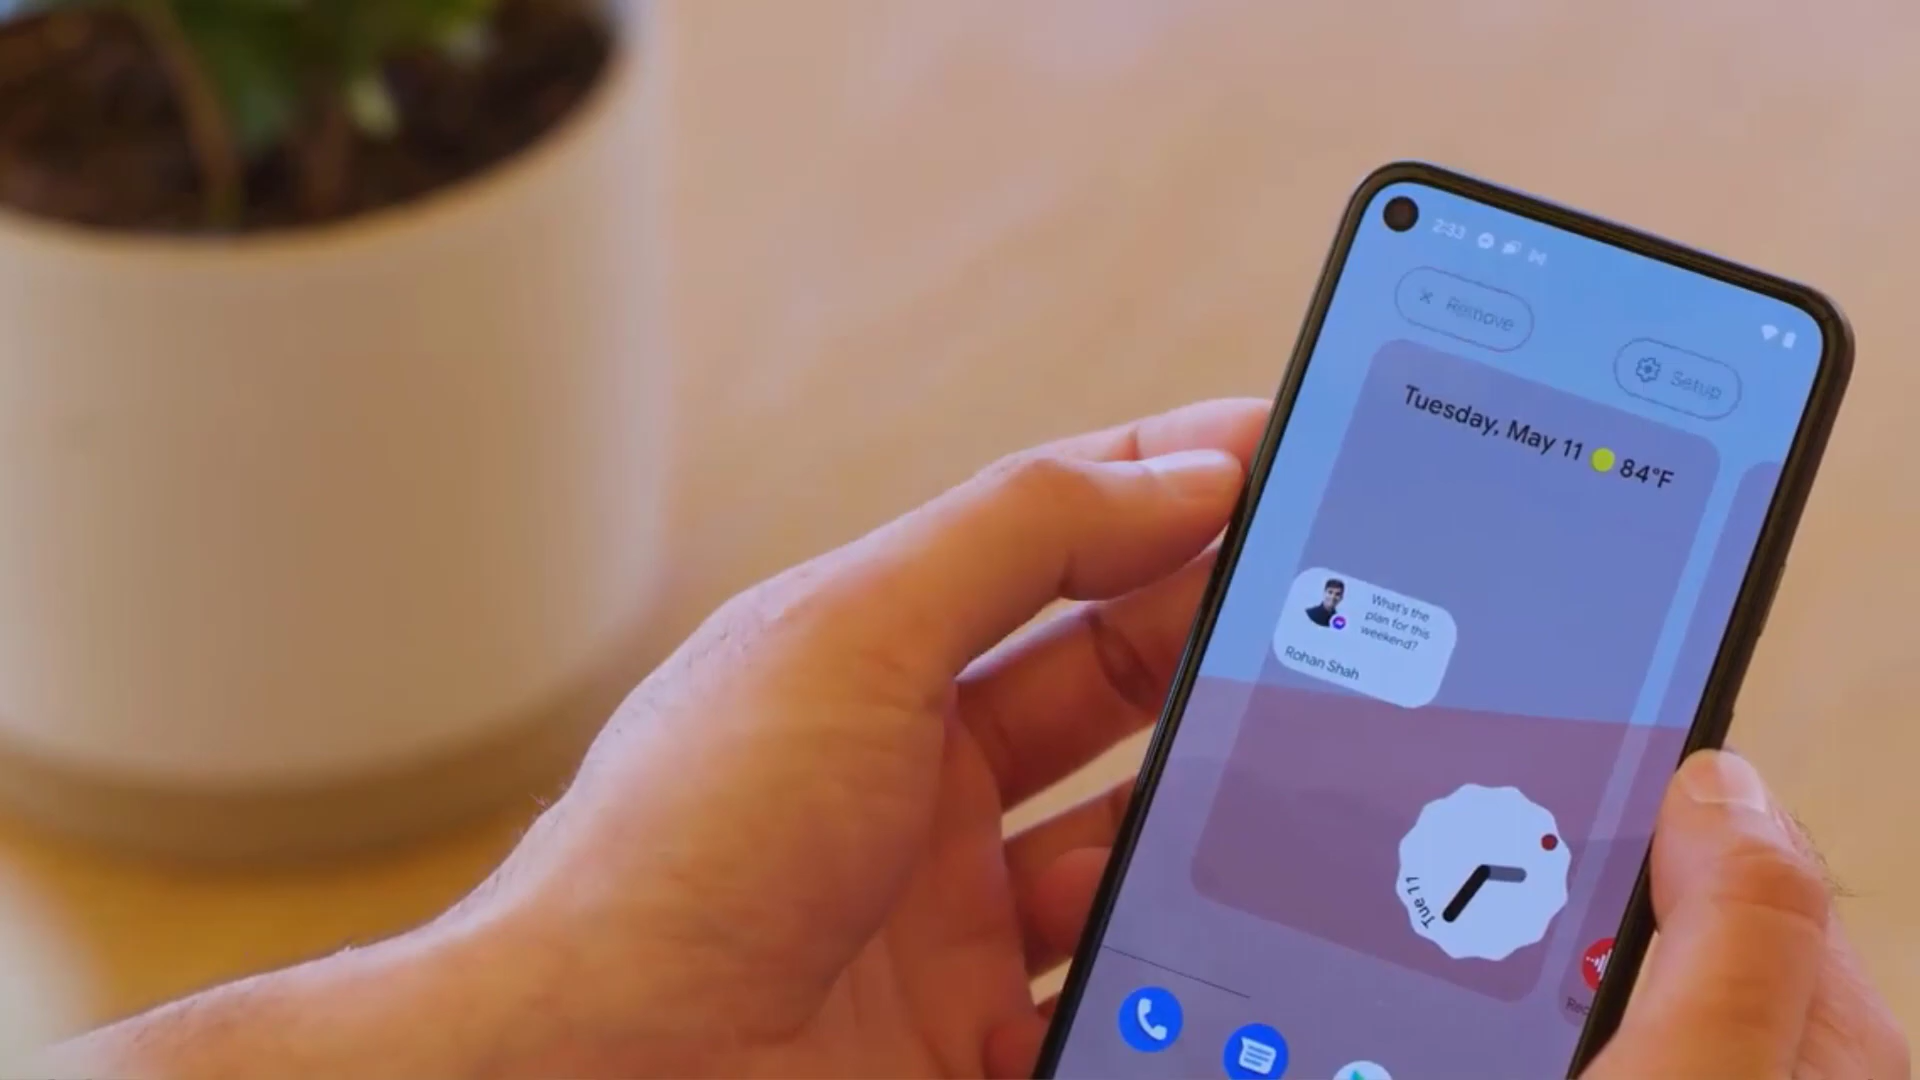 2:33
Remove
Setup
Tuesday, May 11 84°F
What's the
plan for this
weekend?
Rohan Shah
Tue 11